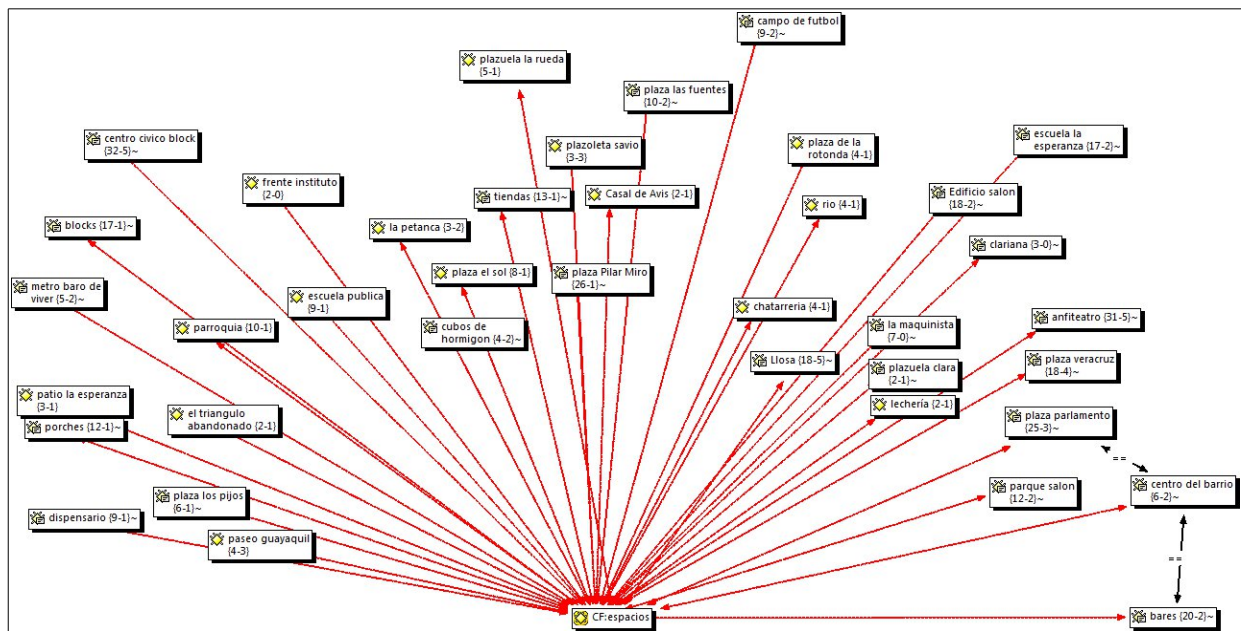 campo de futbol
{9-2}~
plazuela la rueda
{5-1}
plaza las fuentes
{10-2}~
centro civico block
{32-5}~
plazoleta savio
{3-3}
plaza de la
rotonda {4-1}
escuela la
esperanza {17-2}~
frente instituto
{2-0}
tiendas {13-1}~
Casal de Avis {2-1}
Edificio salon
{18-2}~
rio {4-1}
blocks {17-1}~
la petanca {3-2}
clariana {3-0}~
plaza el sol {8-1}
plaza Pilar Miro
{26-1}~
metro baro de
viver {5-2}~
escuela publica
{9-1}
chatarreria {4-1}
parroquia {10-1}
cubos de
hormigon {4-2}~
la maquinista
{7-0}~
anfiteatro {31-5}~
Llosa {18-5}~
plaza veracruz
{18-4}~
plazuela clara
{2-1}~
patio la esperanza
{3-1}
el triangulo
abandonado {2-1}
lechería {2-1}
porches {12-1}~
plaza parlamento
{25-3}~
==
plaza los pijos
{6-1}
parque salon
{12-2}~
centro del barrio
{6-2}~
dispensario {9-1}~
paseo guayaquil
{4-3}
==
CF:espacios
bares {20-2}~